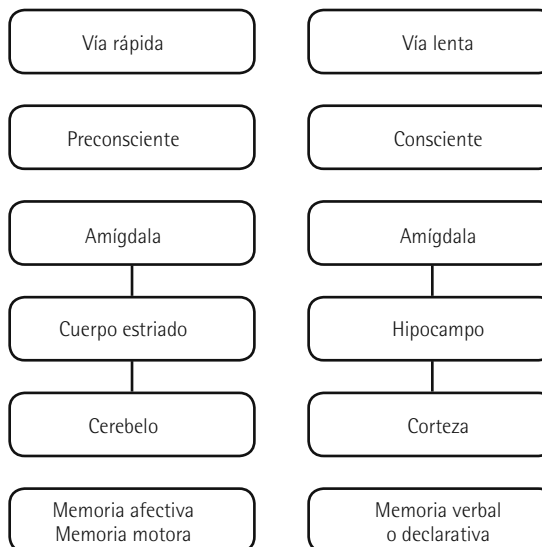 Vía rápida
Vía lenta
Preconsciente
Consciente
Amígdala
Amígdala
Cuerpo estriado
Hipocampo
Cerebelo
Corteza
Memoria afectiva
Memoria motora
Memoria verbal
o declarativa